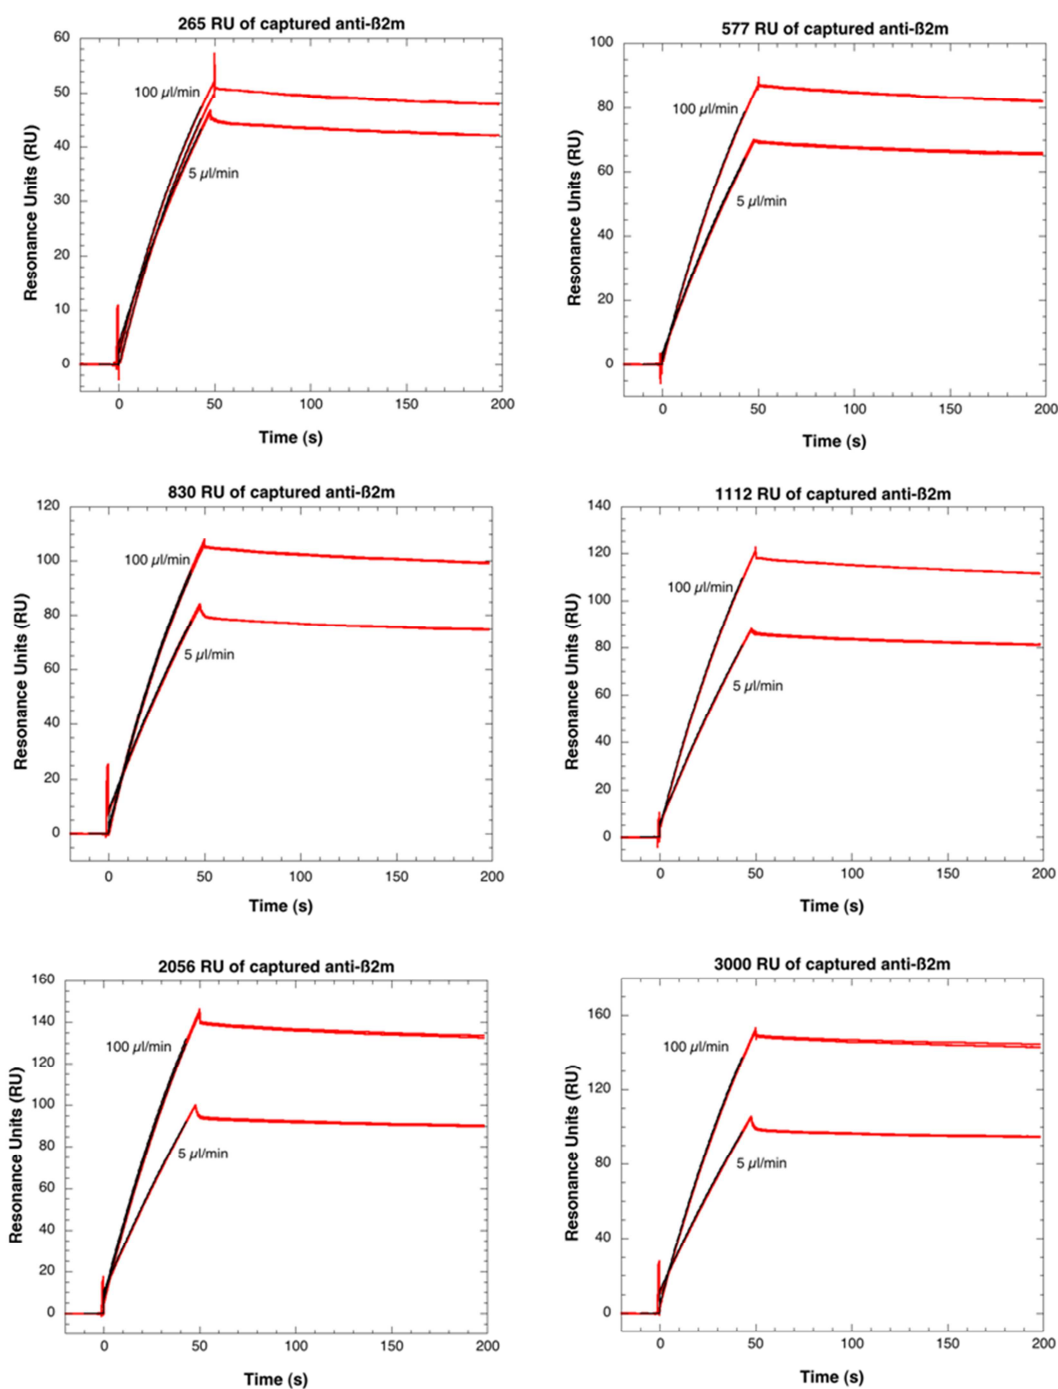 265 RU of captured anti-ß2m
Resonance Units (RU)
60
50
40
30
20
10
0
100 µl/min
5 µl/min
0
50
100
150
200
Time (s)
577 RU of captured anti-ß2m
Resonance Units (RU)
100
80
60
40
20
0
100 µl/min
5 µl/min
0
50
100
150
200
Time (s)
830 RU of captured anti-ß2m
Resonance Units (RU)
120
100
80
60
40
20
0
100 µl/min
5 µl/min
0
50
100
150
200
Time (s)
1112 RU of captured anti-ß2m
Resonance Units (RU)
140
120
100
80
60
40
20
0
100 µl/min
5 µl/min
0
50
100
150
200
Time (s)
2056 RU of captured anti-ß2m
Resonance Units (RU)
160
140
120
100
80
60
40
20
0
100 µl/min
5 µl/min
0
50
100
150
200
Time (s)
3000 RU of captured anti-ß2m
Resonance Units (RU)
160
120
80
40
0
100 µl/min
5 µl/min
0
50
100
150
200
Time (s)